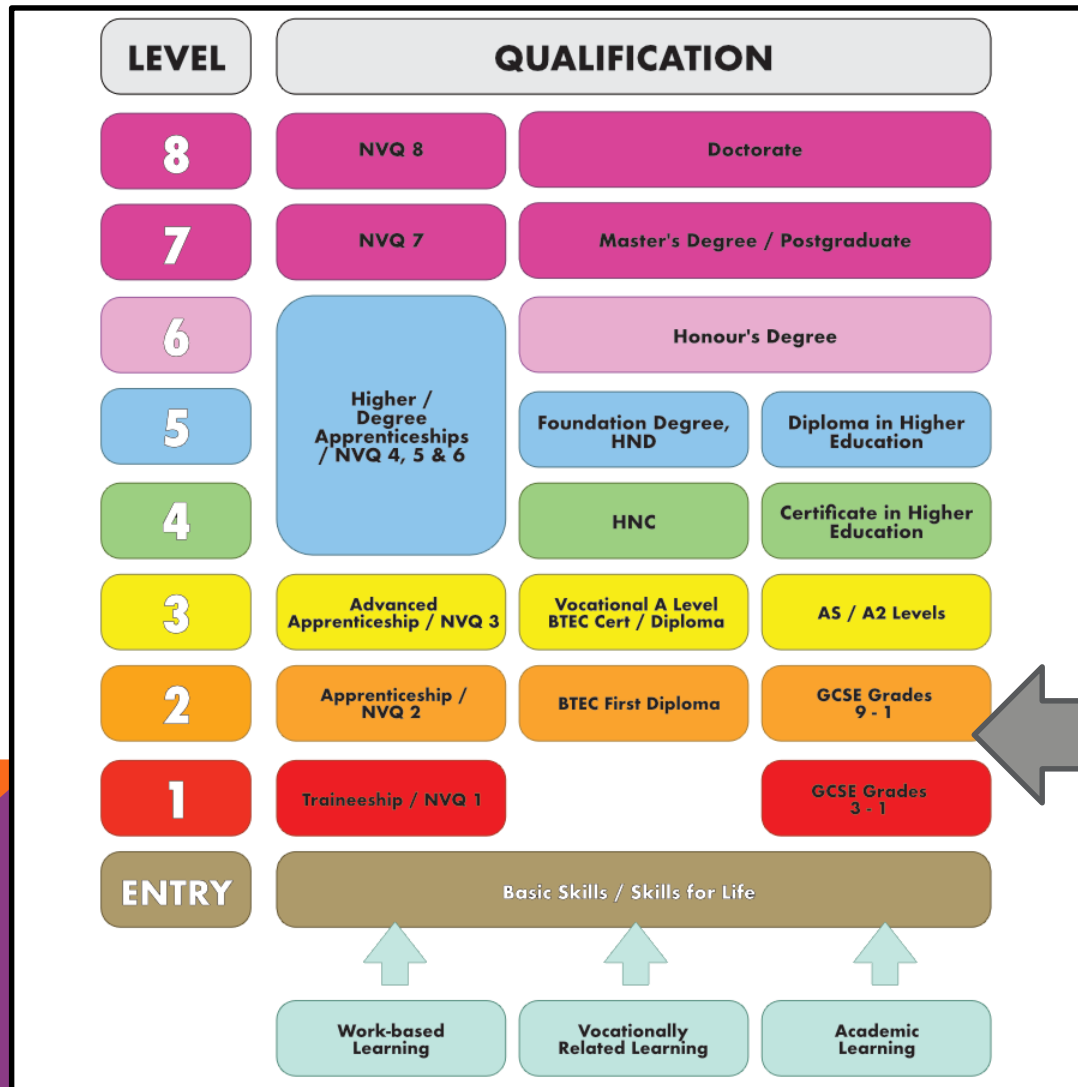 LEVEL
QUALIFICATION
8
NVQ 8
Doctorate
7
NVQ 7
Master's Degree / Postgraduate
6
Higher /
Degree
Apprenticeships
/ NVQ 4, 5 & 6
Honour's Degree
5
Foundation Degree,
HND
Diploma in Higher
Education
4
HNC
Certificate in Higher
Education
3
Advanced
Apprenticeship / NVQ 3
Vocational A Level
BTEC Cert / Diploma
AS / A2 Levels
2
Apprenticeship /
NVQ 2
BTEC First Diploma
GCSE Grades
9 - 1
1
Traineeship / NVQ 1
GCSE Grades
3 - 1
ENTRY
Basic Skills / Skills for Life
Work-based
Learning
Vocationally
Related Learning
Academic
Learning